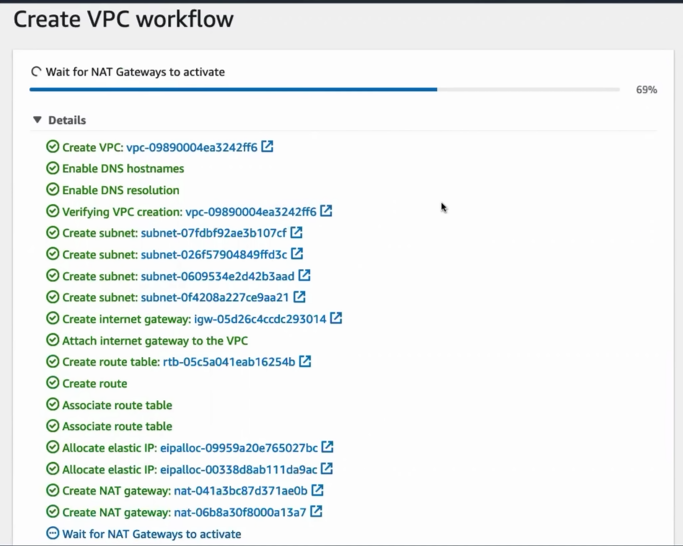 Create VPC workflow
Wait for NAT Gateways to activate
69%
Details
Create VPC: vpc-09890004ea3242ff6
Enable DNS hostnames
Enable DNS resolution
Verifying VPC creation: vpc-09890004ea3242ff6
Create subnet: subnet-07fdbf92ae3b107cf
Create subnet: subnet-026f57904849ffd3c
Create subnet: subnet-0609534e2d42b3aad
Create subnet: subnet-0f4208a227ce9aa21
Create internet gateway: igw-05d26c4ccdc293014
Attach internet gateway to the VPC
Create route table: rtb-05c5a041eab16254b
Create route
Associate route table
Associate route table
Allocate elastic IP: eipalloc-09959a20e765027bc
Allocate elastic IP: eipalloc-00338d8ab111da9ac
Create NAT gateway: nat-041a3bc87d371ae0b
Create NAT gateway: nat-06b8a30f8000a13a7
Wait for NAT Gateways to activate